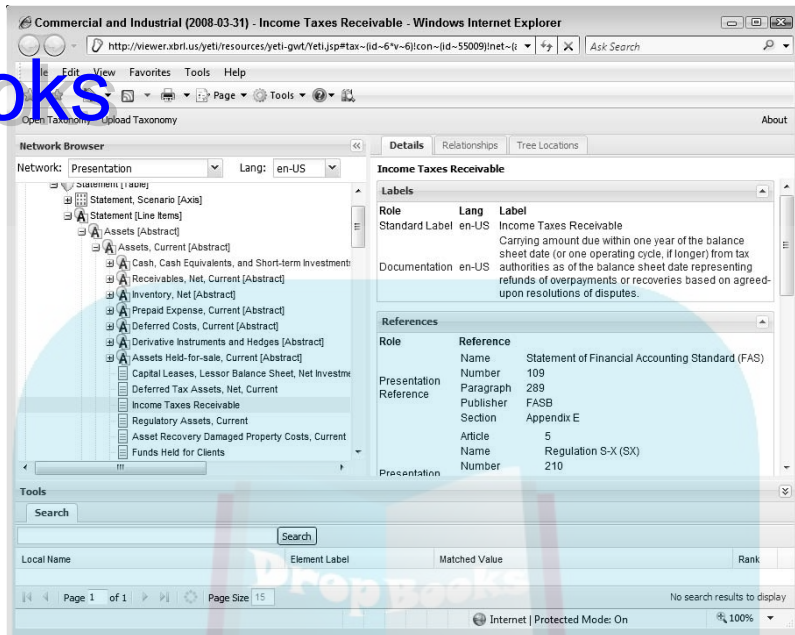 Commercial and Industrial (2008-03-31) - Income Taxes Receivable - Windows Internet Explorer
http://viewer.xbrl.us/yeti/resources/yeti-gwt/Yeti.jsp#tax~(id~6*v~6)!con~(id~55009)!net~(
Ask Search
Edit View Favorites Tools Help
oks
Page Tools
Open Taxonomy Upload Taxonomy About
Network Browser
Network: Presentation Lang: en-US
Statement [Table]
Statement, Scenario [Axis]
Statement [Line Items]
Assets [Abstract]
Assets, Current [Abstract]
Cash, Cash Equivalents, and Short-term Investments
Receivables, Net, Current [Abstract]
Inventory, Net [Abstract]
Prepaid Expense, Current [Abstract]
Deferred Costs, Current [Abstract]
Derivative Instruments and Hedges [Abstract]
Assets Held-for-sale, Current [Abstract]
Capital Leases, Lessor Balance Sheet, Net Investme
Deferred Tax Assets, Net, Current
Income Taxes Receivable
Regulatory Assets, Current
Asset Recovery Damaged Property Costs, Current
Funds Held for Clients
Details Relationships Tree Locations
Income Taxes Receivable
Labels
Role Lang Label
Standard Label en-US Income Taxes Receivable
Documentation en-US Carrying amount due within one year of the balance
sheet date (or one operating cycle, if longer) from tax
authorities as of the balance sheet date representing
refunds of overpayments or recoveries based on agreed-
upon resolutions of disputes.
References
Role Reference
Presentation Reference
Name Statement of Financial Accounting Standard (FAS)
Number 109
Paragraph 289
Publisher FASB
Section Appendix E
Presentation
Article 5
Name Regulation S-X (SX)
Number 210
Tools
Search
Search
Local Name Element Label Matched Value Rank
DropBooks
Page 1 of 1 Page Size 15 No search results to display
Internet | Protected Mode: On 100%